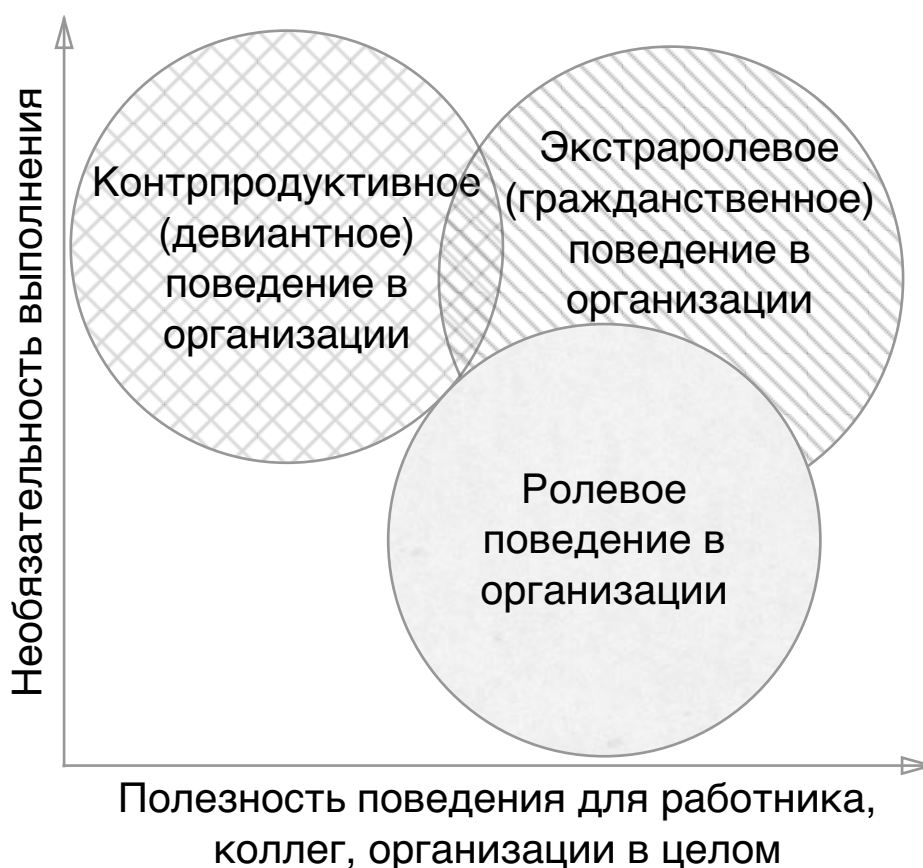 Необязательность выполнения
Контрпродуктивное
(девиантное)
поведение в
организации
Экстраролевое
(гражданственное)
поведение в
организации
Ролевое
поведение в
организации
Полезность поведения для работника,
коллег, организации в целом